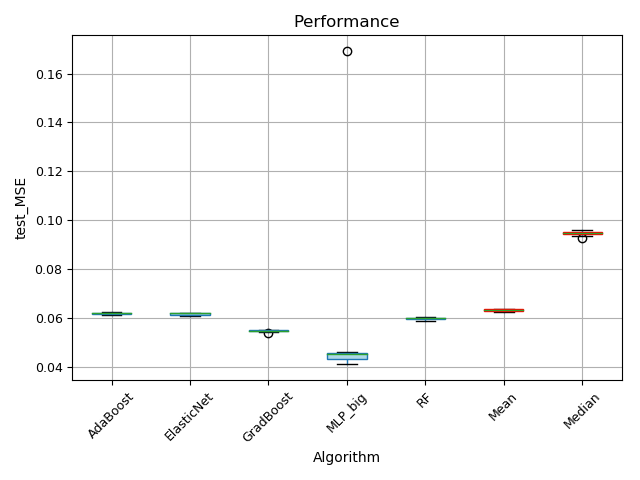 Performance
0.16
0.14
0.12
0.10
0.08
0.06
0.04
test_MSE
AdaBoost
ElasticNet
GradBoost
MLP_big
RF
Mean
Median
Algorithm